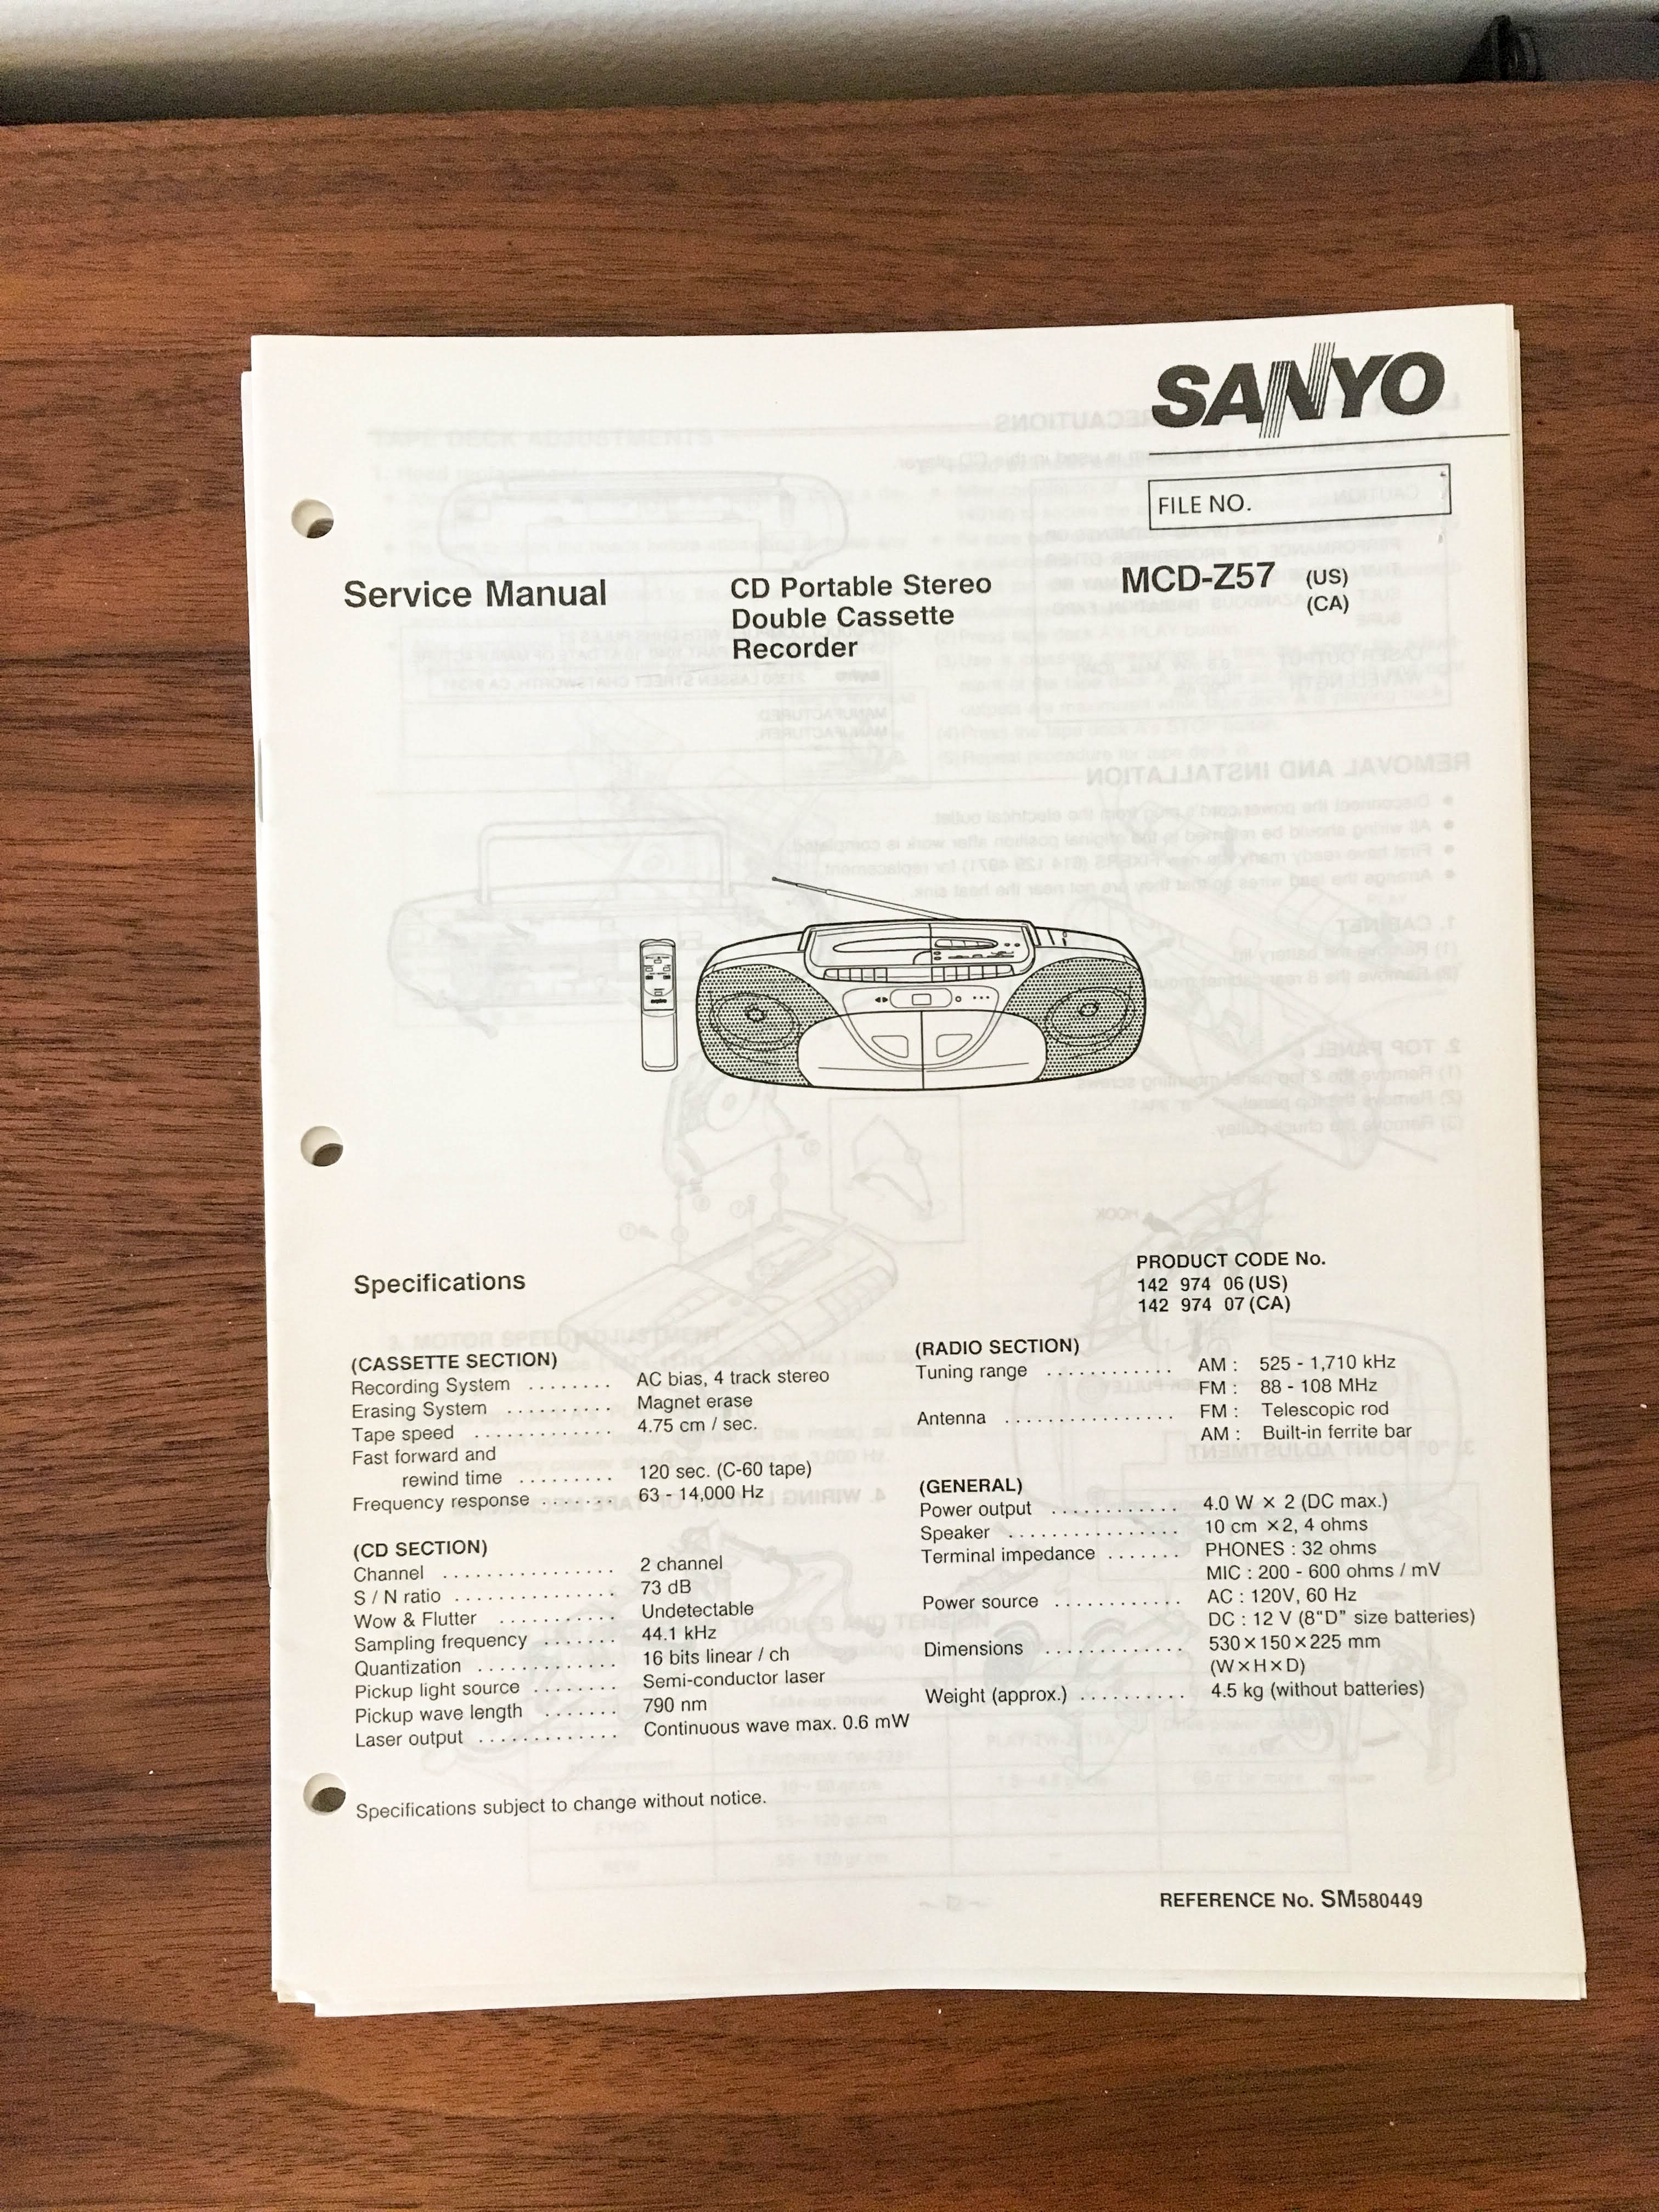 SANYO
FILE NO.
Service Manual
CD Portable Stereo
Double Cassette
Recorder
MCD-Z57 (US)
(CA)
PRODUCT CODE No.
142 974 06 (US)
142 974 07 (CA)
Specifications
(CASSETTE SECTION)
Recording System ........ AC bias, 4 track stereo
Erasing System .......... Magnet erase
Tape speed ............. 4.75 cm / sec.
Fast forward and
rewind time ......... 120 sec. (C-60 tape)
Frequency response ....... 63 - 14,000 Hz
(CD SECTION)
Channel ................ 2 channel
S / N ratio ............... 73 dB
Wow & Flutter ........... Undetectable
Sampling frequency ....... 44.1 kHz
Quantization ............. 16 bits linear / ch
Pickup light source ........ Semi-conductor laser
Pickup wave length ....... 790 nm
Laser output ............. Continuous wave max. 0.6 mW
(RADIO SECTION)
Tuning range ............ AM : 525 - 1,710 kHz
FM : 88 - 108 MHz
Antenna ................ FM : Telescopic rod
AM : Built-in ferrite bar
(GENERAL)
Power output ............ 4.0 W × 2 (DC max.)
Speaker ................ 10 cm ×2, 4 ohms
Terminal impedance ....... PHONES : 32 ohms
MIC : 200 - 600 ohms / mV
Power source ............ AC : 120V, 60 Hz
DC : 12 V (8"D" size batteries)
Dimensions ............. 530×150×225 mm
(W×H×D)
Weight (approx.) .......... 4.5 kg (without batteries)
Specifications subject to change without notice.
REFERENCE No. SM580449